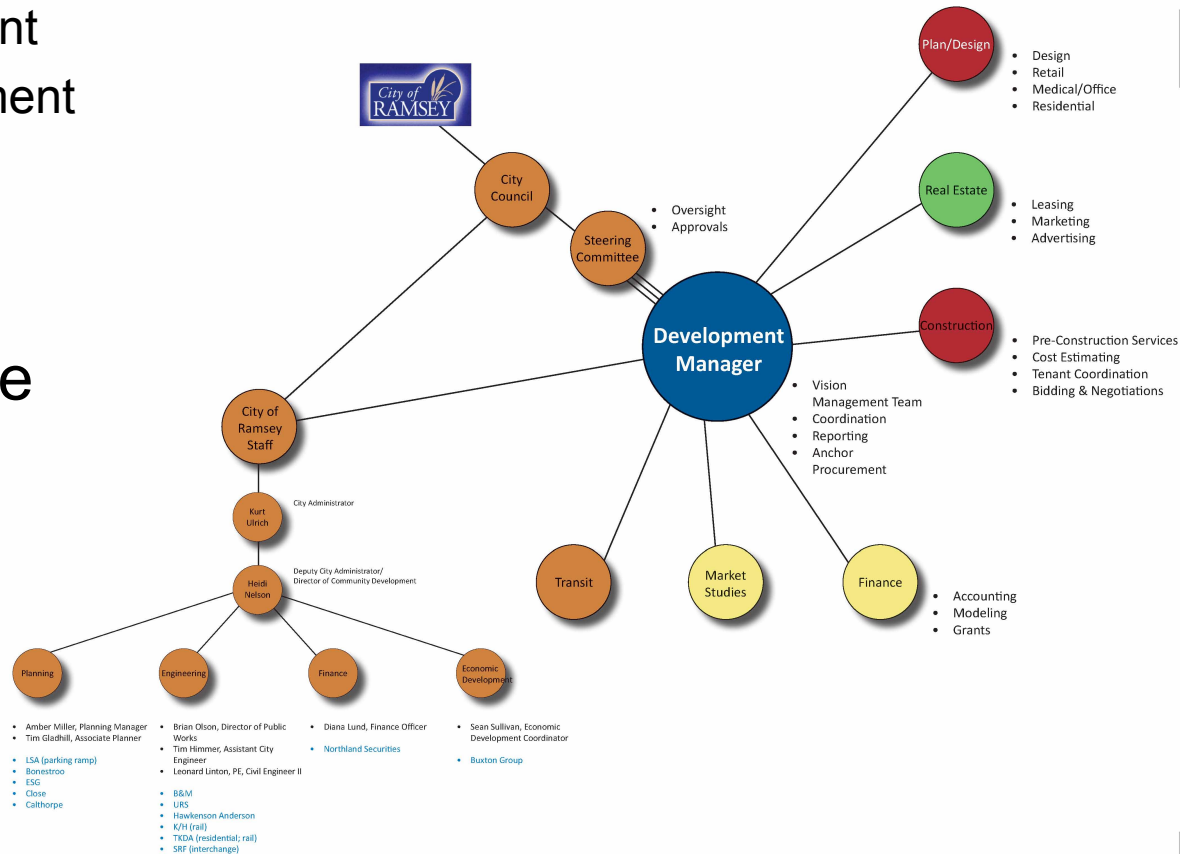 nt
nent
e
City of
RAMSEY
City
Council
Steering
Committee
• Oversight
• Approvals
Development
Manager
• Vision
Management Team
• Coordination
• Reporting
• Anchor
Procurement
Plan/Design
• Design
• Retail
• Medical/Office
• Residential
Real Estate
• Leasing
• Marketing
• Advertising
Construction
• Pre-Construction Services
• Cost Estimating
• Tenant Coordination
• Bidding & Negotiations
Transit
Market
Studies
Finance
• Accounting
• Modeling
• Grants
City of
Ramsey
Staff
Kurt
Ulrich
City Administrator
Heidi
Nelson
Deputy City Administrator/
Director of Community Development
Planning
• Amber Miller, Planning Manager
• Tim Gladhill, Associate Planner
• LSA (parking ramp)
• Bonestroo
• ESG
• Close
• Calthorpe
Engineering
• Brian Olson, Director of Public
Works
• Tim Himmer, Assistant City
Engineer
• Leonard Linton, PE, Civil Engineer II
• B&M
• URS
• Hawkenson Anderson
• K/H (rail)
• TKDA (residential; rail)
• SRF (interchange)
Finance
• Diana Lund, Finance Officer
• Northland Securities
Economic
Development
• Sean Sullivan, Economic
Development Coordinator
• Buxton Group